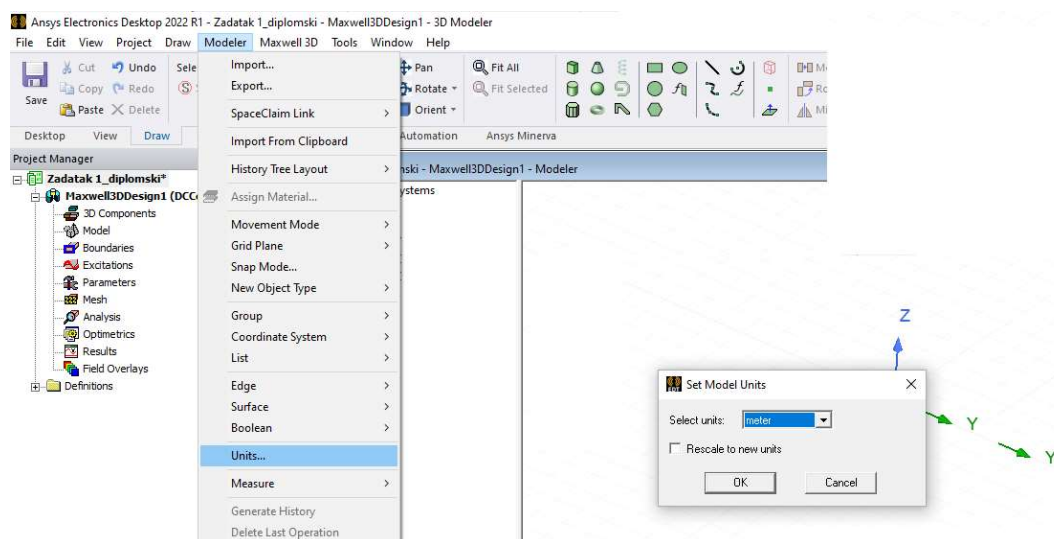 Ansys Electronics Desktop 2022 R1 - Zadatak 1_diplomski - Maxwell3DDesign1 - 3D Modeler
File Edit View Project Draw Modeler Maxwell 3D Tools Window Help
Save
Cut Undo
Copy Redo
Paste Delete
Sele
Pan
Rotate
Orient
Fit All
Fit Selected
Desktop View Draw Automation Ansys Minerva
Project Manager
Zadatak 1_diplomski*
Maxwell3DDesign1 (DCC
3D Components
Model
Boundaries
Excitations
Parameters
Mesh
Analysis
Optimetrics
Results
Field Overlays
Definitions
Import...
Export...
SpaceClaim Link
Import From Clipboard
History Tree Layout
Assign Material...
Movement Mode
Grid Plane
Snap Mode...
New Object Type
Group
Coordinate System
List
Edge
Surface
Boolean
Units...
Measure
Generate History
Delete Last Operation
nski - Maxwell3DDesign1 - Modeler
ystems
Z
Set Model Units
Select units: meter
Rescale to new units
OK Cancel
Y
Y